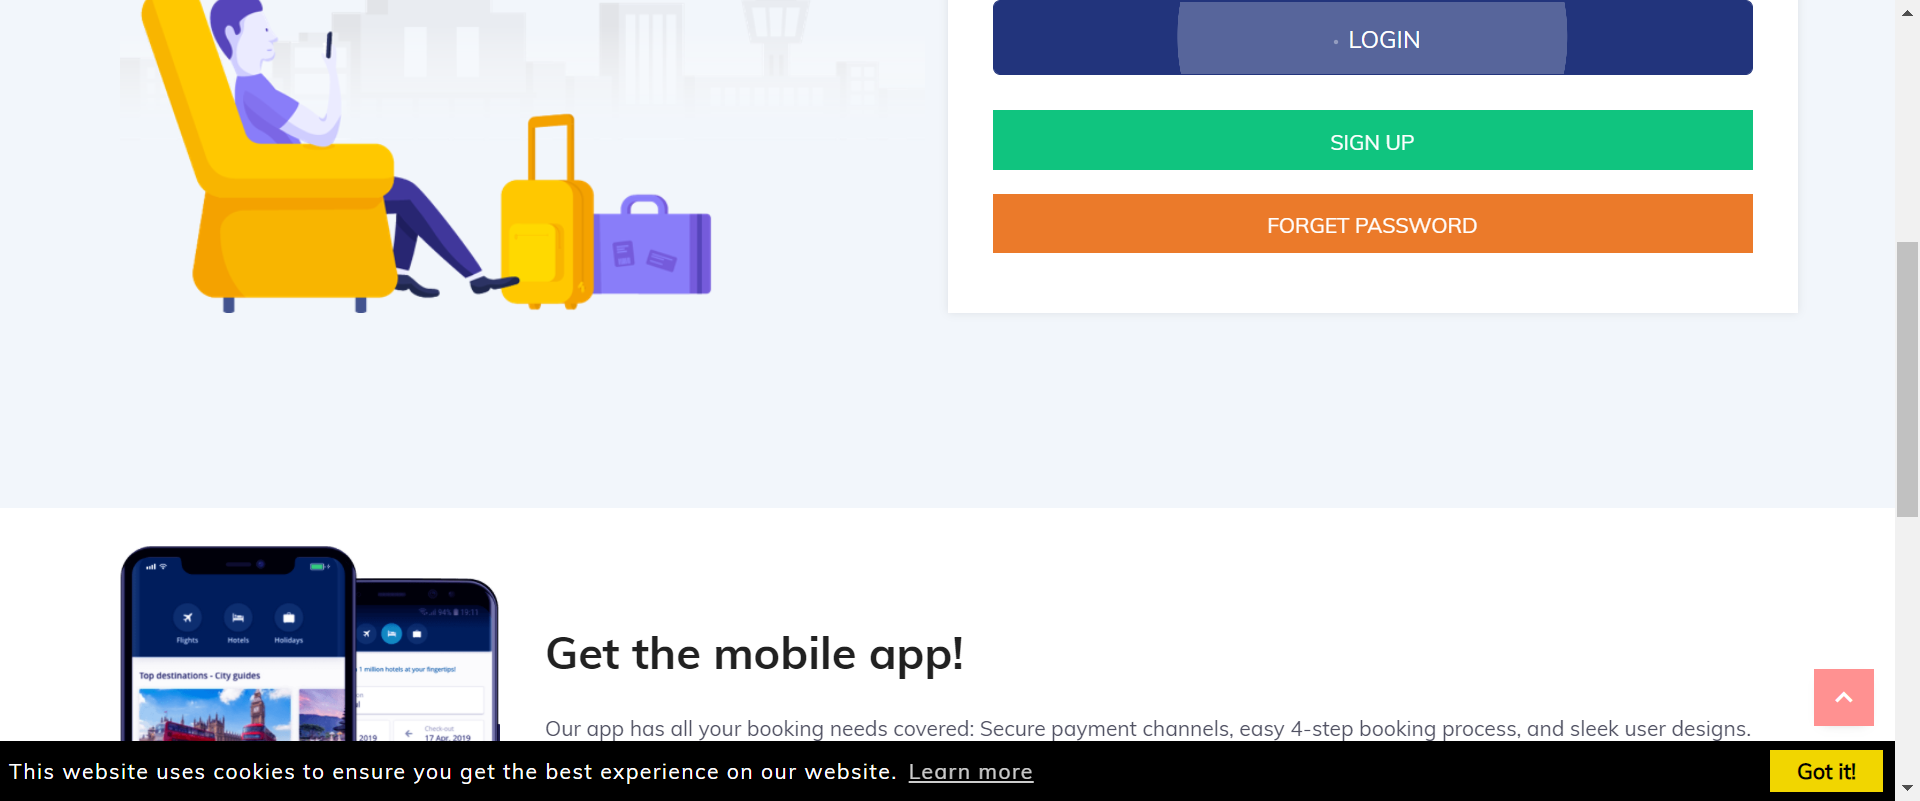 LOGIN
SIGN UP
FORGET PASSWORD
94% 19:11
Flights Hotels Holidays
1 million hotels at your fingertips!
Top destinations - City guides
Check-out
2019
17 Apr, 2019
Get the mobile app!
Our app has all your booking needs covered: Secure payment channels, easy 4-step booking process, and sleek user designs.
This website uses cookies to ensure you get the best experience on our website. Learn more
Got it!